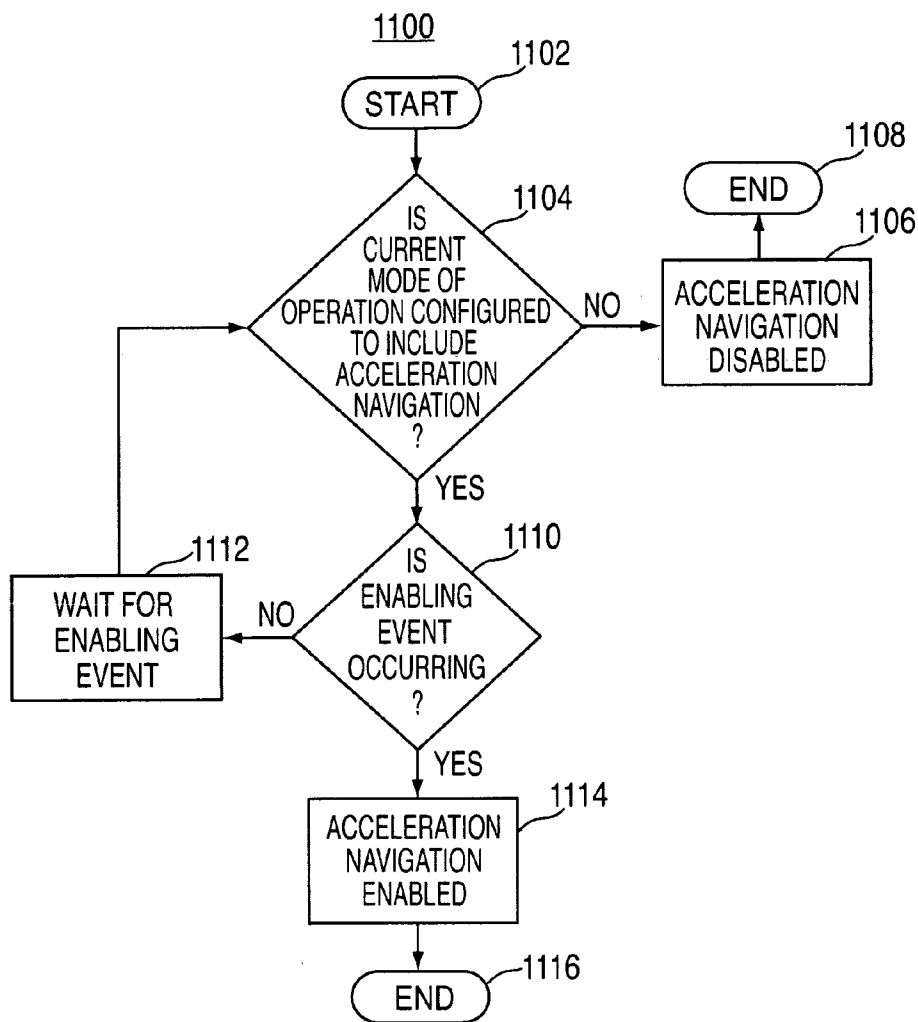 1100
1102
START
1108
END
1104
1106
IS
CURRENT
MODE OF
OPERATION CONFIGURED
TO INCLUDE
ACCELERATION
NAVIGATION
?
NO
ACCELERATION
NAVIGATION
DISABLED
YES
1112
1110
WAIT FOR
ENABLING
EVENT
NO
IS
ENABLING
EVENT
OCCURRING
?
YES
1114
ACCELERATION
NAVIGATION
ENABLED
1116
END